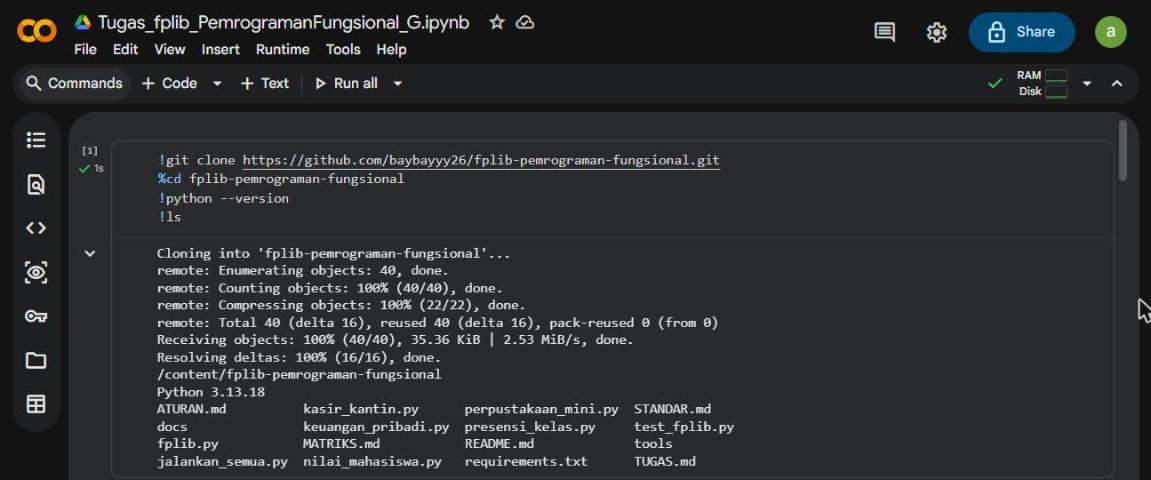 Tugas_fplib_PemrogramanFungsional_G.ipynb
File Edit View Insert Runtime Tools Help
Share
a
Commands + Code + Text Run all
RAM
Disk
[1]
1s
!git clone https://github.com/baybayyy26/fplib-pemrograman-fungsional.git
%cd fplib-pemrograman-fungsional
!python --version
!ls
Cloning into 'fplib-pemrograman-fungsional'...
remote: Enumerating objects: 40, done.
remote: Counting objects: 100% (40/40), done.
remote: Compressing objects: 100% (22/22), done.
remote: Total 40 (delta 16), reused 40 (delta 16), pack-reused 0 (from 0)
Receiving objects: 100% (40/40), 35.36 KiB | 2.53 MiB/s, done.
Resolving deltas: 100% (16/16), done.
/content/fplib-pemrograman-fungsional
Python 3.13.18
ATURAN.md kasir_kantin.py perpustakaan_mini.py STANDAR.md
docs keuangan_pribadi.py presensi_kelas.py test_fplib.py
fplib.py MATRIKS.md README.md tools
jalankan_semua.py nilai_mahasiswa.py requirements.txt TUGAS.md